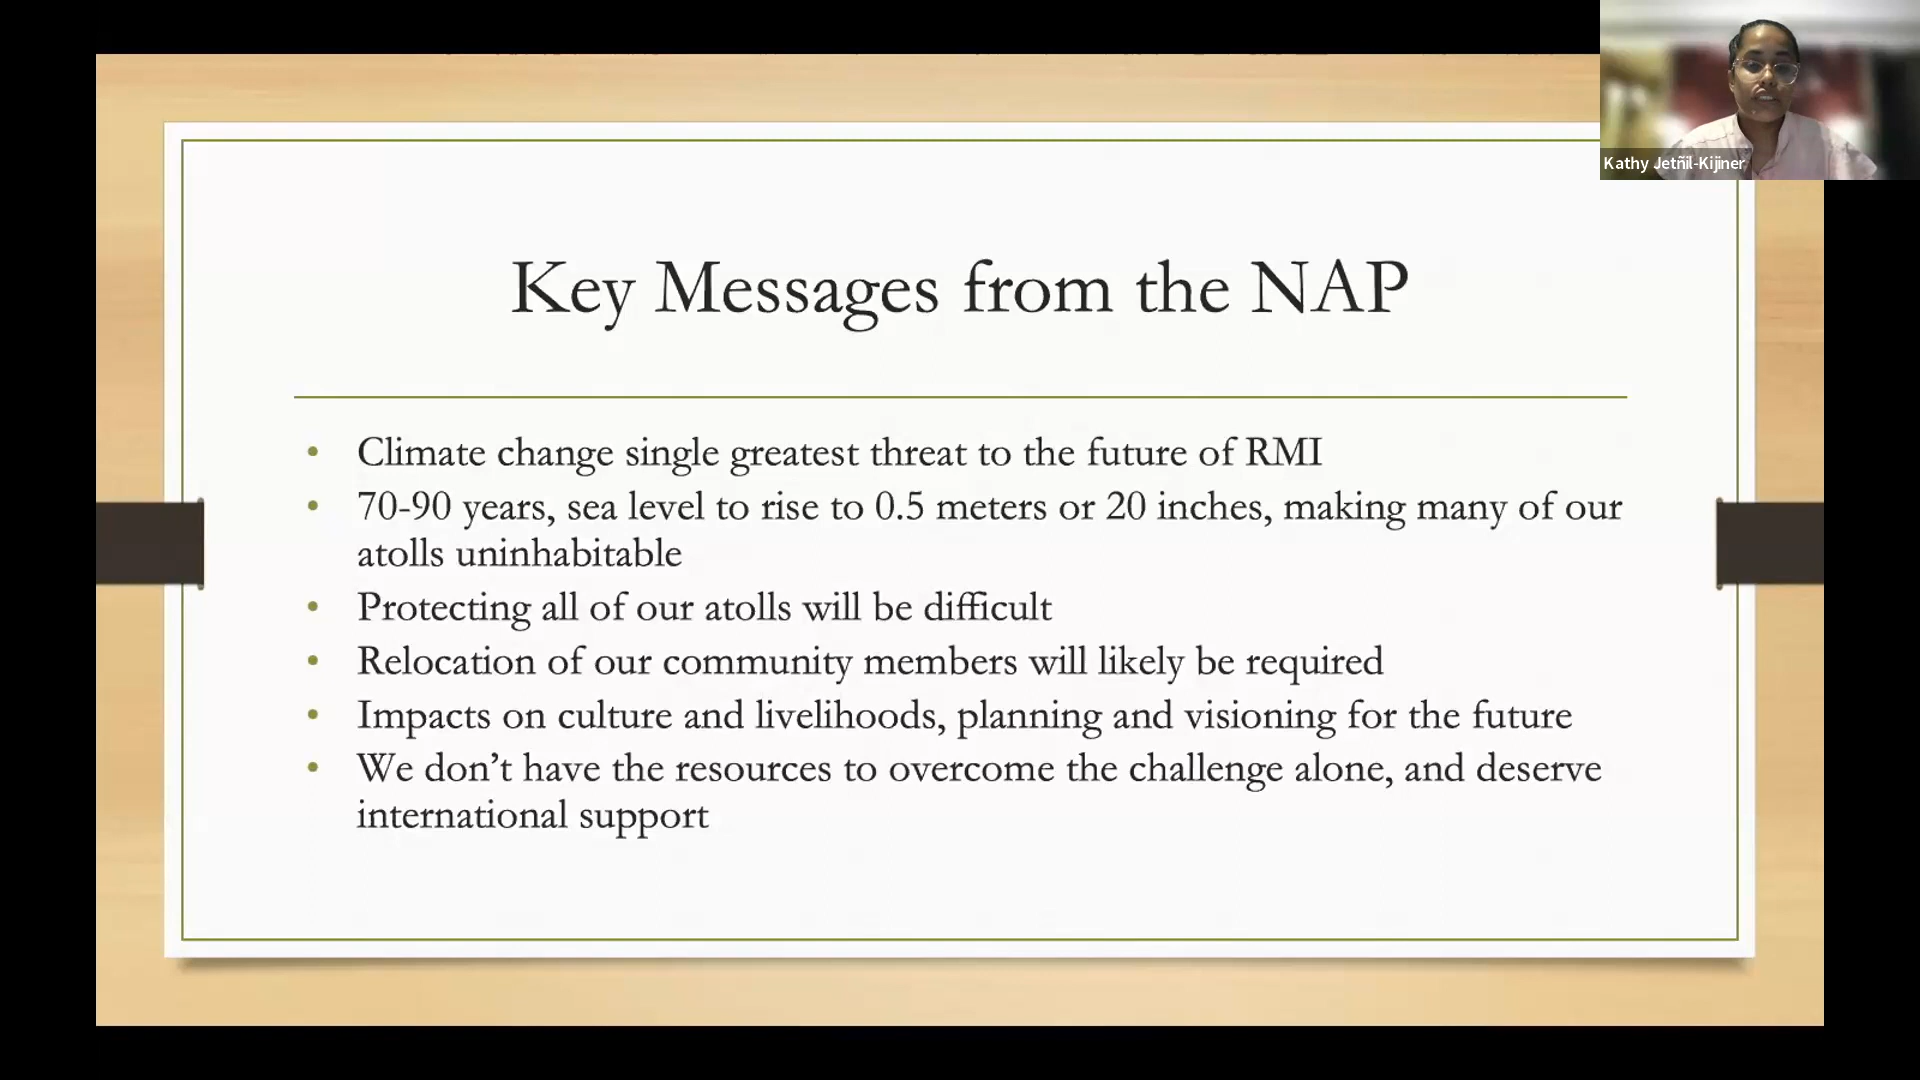 Kathy Jetñil-Kijiner
Key Messages from the NAP
• Climate change single greatest threat to the future of RMI
• 70-90 years, sea level to rise to 0.5 meters or 20 inches, making many of our
atolls uninhabitable
• Protecting all of our atolls will be difficult
• Relocation of our community members will likely be required
• Impacts on culture and livelihoods, planning and visioning for the future
• We don’t have the resources to overcome the challenge alone, and deserve
international support